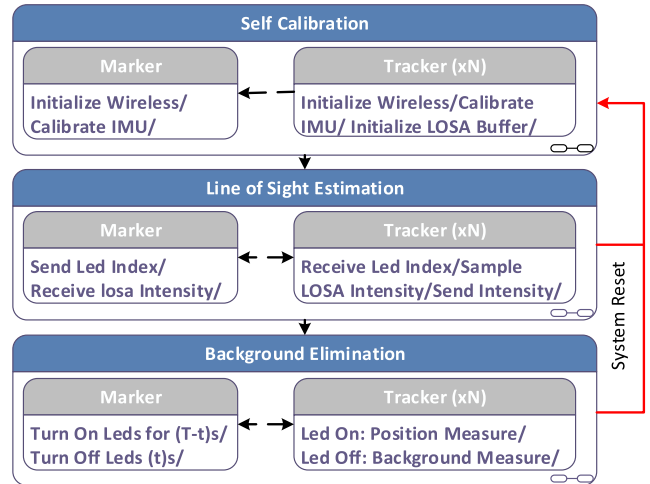 Self Calibration
Marker
Initialize Wireless/
Calibrate IMU/
Tracker (xN)
Initialize Wireless/Calibrate
IMU/ Initialize LOSA Buffer/
Line of Sight Estimation
Marker
Send Led Index/
Receive losa Intensity/
Tracker (xN)
Receive Led Index/Sample
LOSA Intensity/Send Intensity/
Background Elimination
Marker
Turn On Leds for (T-t)s/
Turn Off Leds (t)s/
Tracker (xN)
Led On: Position Measure/
Led Off: Background Measure/
System Reset